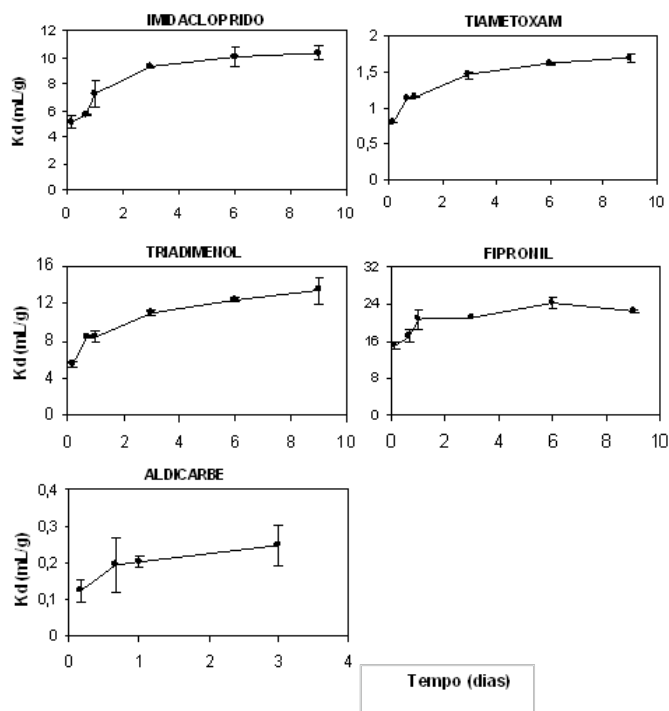 IMIDACLOPRIDO
Kd (mL/g)
12
10
8
6
4
2
0
0 2 4 6 8 10
TIAMETOXAM
2
1,5
1
0,5
0
0 2 4 6 8 10
TRIADIMENOL
16
12
8
4
0
0 2 4 6 8 10
FIPRONIL
32
24
16
8
0
0 2 4 6 8 10
ALDICARBE
Kd (mL/g)
0,4
0,3
0,2
0,1
0
0 1 2 3 4
Tempo (dias)